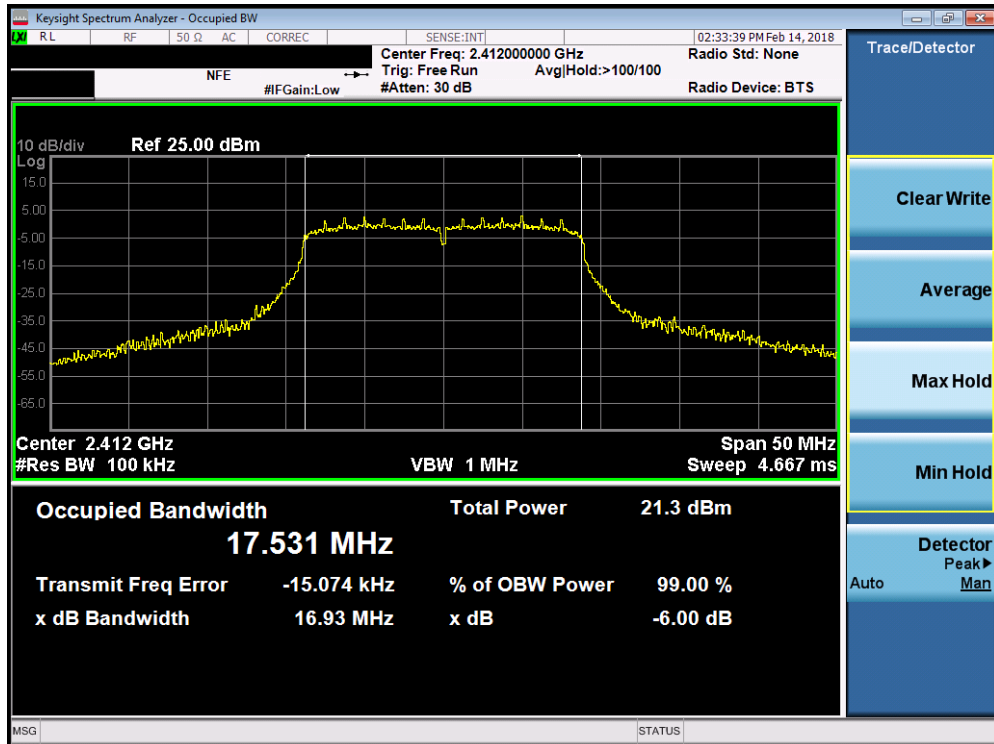 Keysight Spectrum Analyzer - Occupied BW
LXI RL RF 50 Ω AC CORREC SENSE:INT 02:33:39 PM Feb 14, 2018
Center Freq: 2.412000000 GHz Radio Std: None
NFE Trig: Free Run Avg|Hold:>100/100
#IFGain:Low #Atten: 30 dB Radio Device: BTS
10 dB/div Ref 25.00 dBm
Log
15.0
5.00
-5.00
-15.0
-25.0
-35.0
-45.0
-55.0
-65.0
Center 2.412 GHz Span 50 MHz
#Res BW 100 kHz VBW 1 MHz Sweep 4.667 ms
Occupied Bandwidth Total Power 21.3 dBm
17.531 MHz
Transmit Freq Error -15.074 kHz % of OBW Power 99.00 %
x dB Bandwidth 16.93 MHz x dB -6.00 dB
Trace/Detector
Clear Write
Average
Max Hold
Min Hold
Detector
Peak▶
Auto Man
MSG STATUS